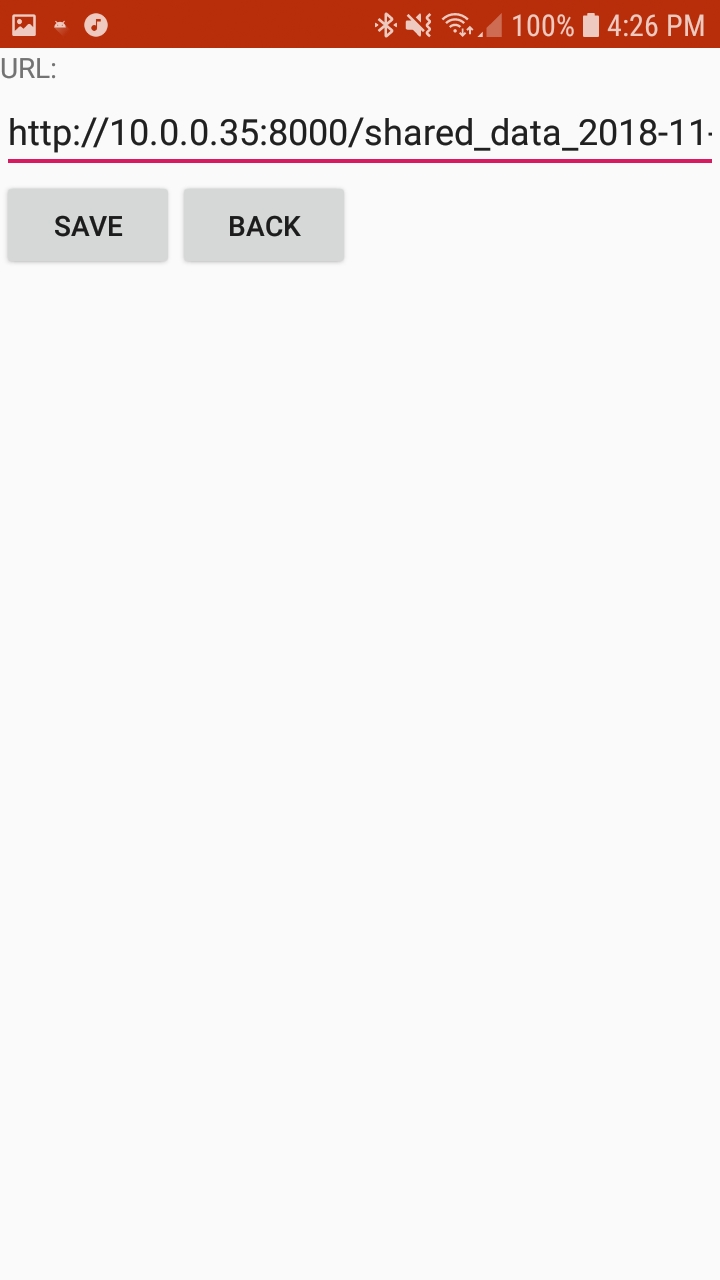 100% 4:26 PM
URL:
http://10.0.0.35:8000/shared_data_2018-11-
SAVE BACK